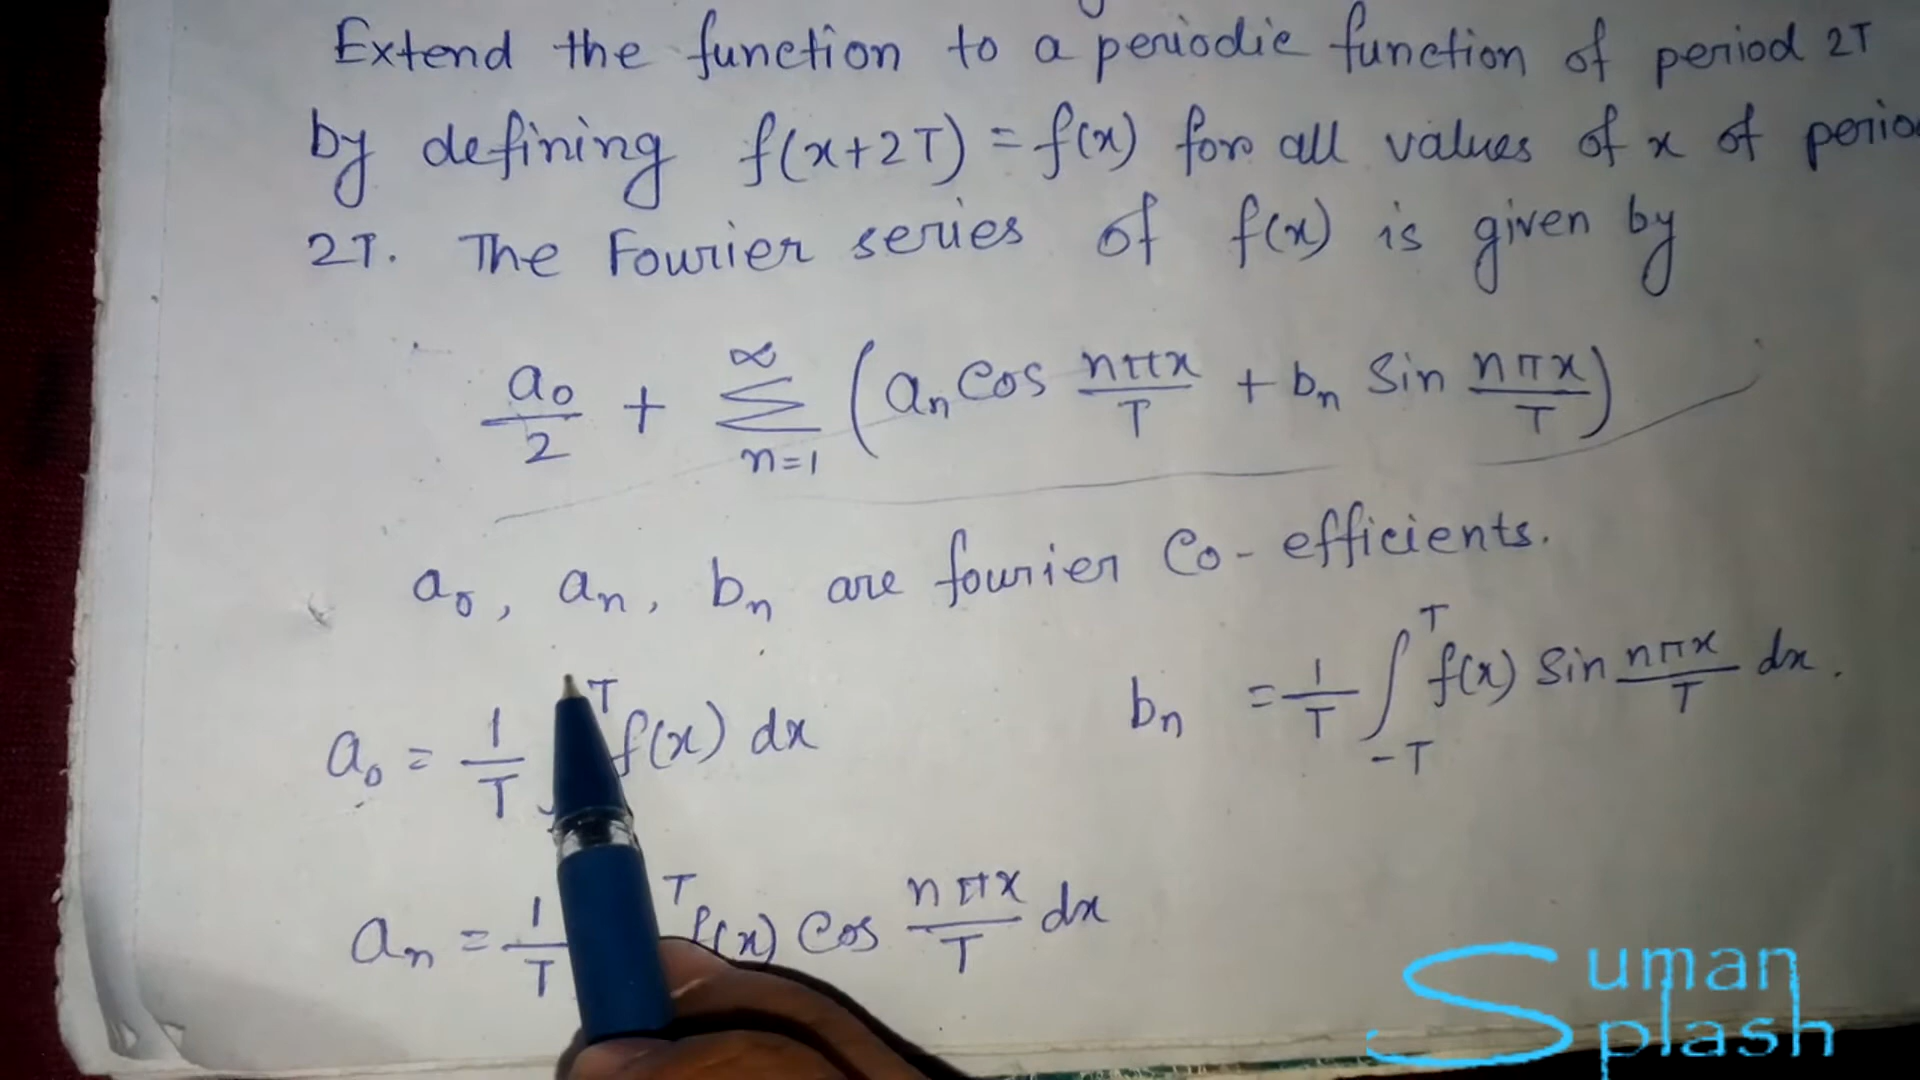 Extend the function to a periodic function of period 2T
by defining f(x+2T) = f(x) for all values of x of perio
2T. The Fourier series of f(x) is given by
a₀/2 + ∑_{n=1}^{∞} (aₙ Cos nπx/T + bₙ Sin nπx/T)
a₀, aₙ, bₙ are fourier Co-efficients.
a₀ = 1/T ∫^{T} f(x) dx
bₙ = 1/T ∫_{-T}^{T} f(x) Sin nπx/T dx.
aₙ = 1/T ^{T} f(x) Cos nπx/T dx
Suman
Splash